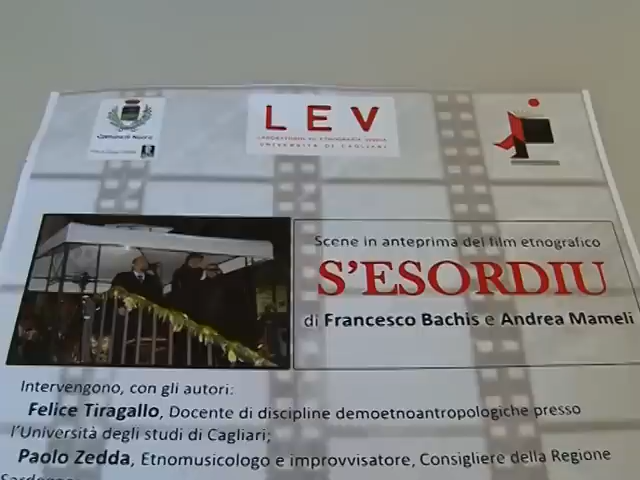 LEV
LABORATORIO DI ETNOGRAFIA VISIVA
UNIVERSITÀ DI CAGLIARI
Scene in anteprima del film etnografico
S'ESORDIU
di Francesco Bachis e Andrea Mameli
Intervengono, con gli autori:
Felice Tiragallo, Docente di discipline demoetnoantropologiche presso
l'Università degli studi di Cagliari;
Paolo Zedda, Etnomusicologo e improvvisatore, Consigliere della Regione